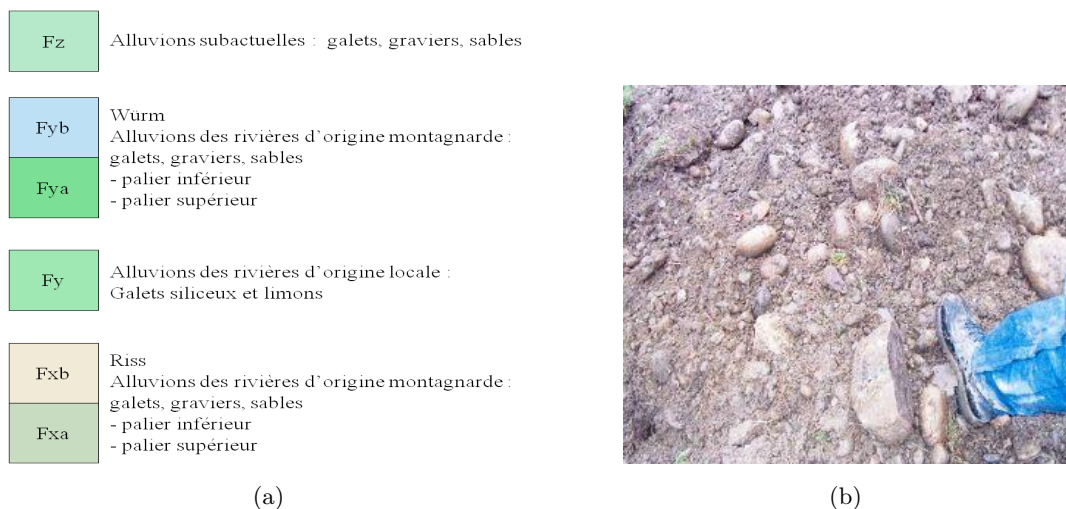 Fz
Alluvions subactuelles : galets, graviers, sables
Fyb
Fya
Würm
Alluvions des rivières d'origine montagnarde :
galets, graviers, sables
- palier inférieur
- palier supérieur
Fy
Alluvions des rivières d'origine locale :
Galets siliceux et limons
Fxb
Fxa
Riss
Alluvions des rivières d'origine montagnarde :
galets, graviers, sables
- palier inférieur
- palier supérieur
(a)
(b)